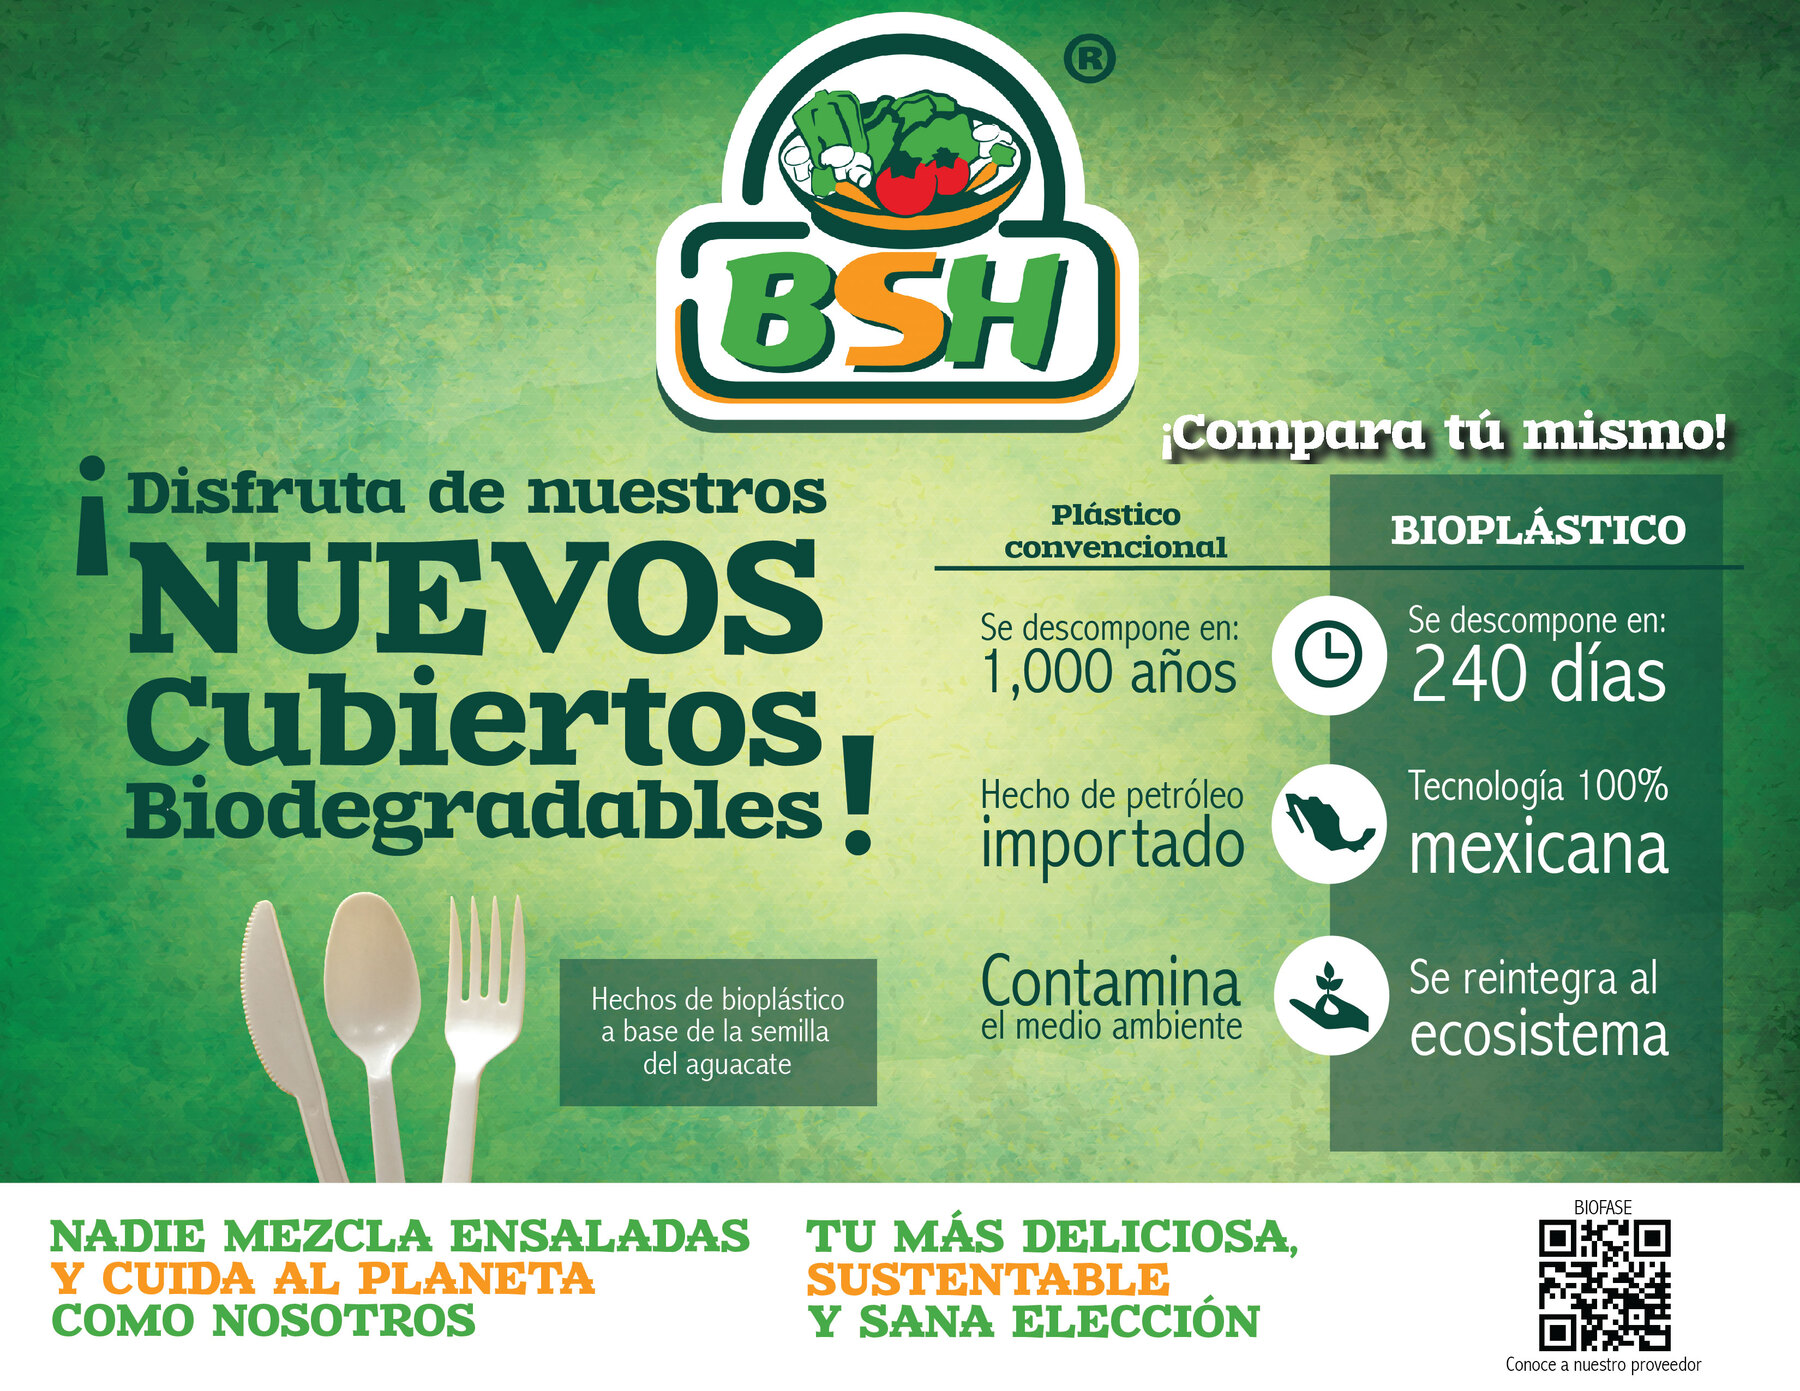 ®
BSH
¡Disfruta de nuestros
NUEVOS
Cubiertos
Biodegradables!
Hechos de bioplástico
a base de la semilla
del aguacate
¡Compara tú mismo!
Plástico
convencional
BIOPLÁSTICO
Se descompone en:
1,000 años
Se descompone en:
240 días
Hecho de petróleo
importado
Tecnología 100%
mexicana
Contamina
el medio ambiente
Se reintegra al
ecosistema
NADIE MEZCLA ENSALADAS
Y CUIDA AL PLANETA
COMO NOSOTROS
TU MÁS DELICIOSA,
SUSTENTABLE
Y SANA ELECCIÓN
BIOFASE
Conoce a nuestro proveedor